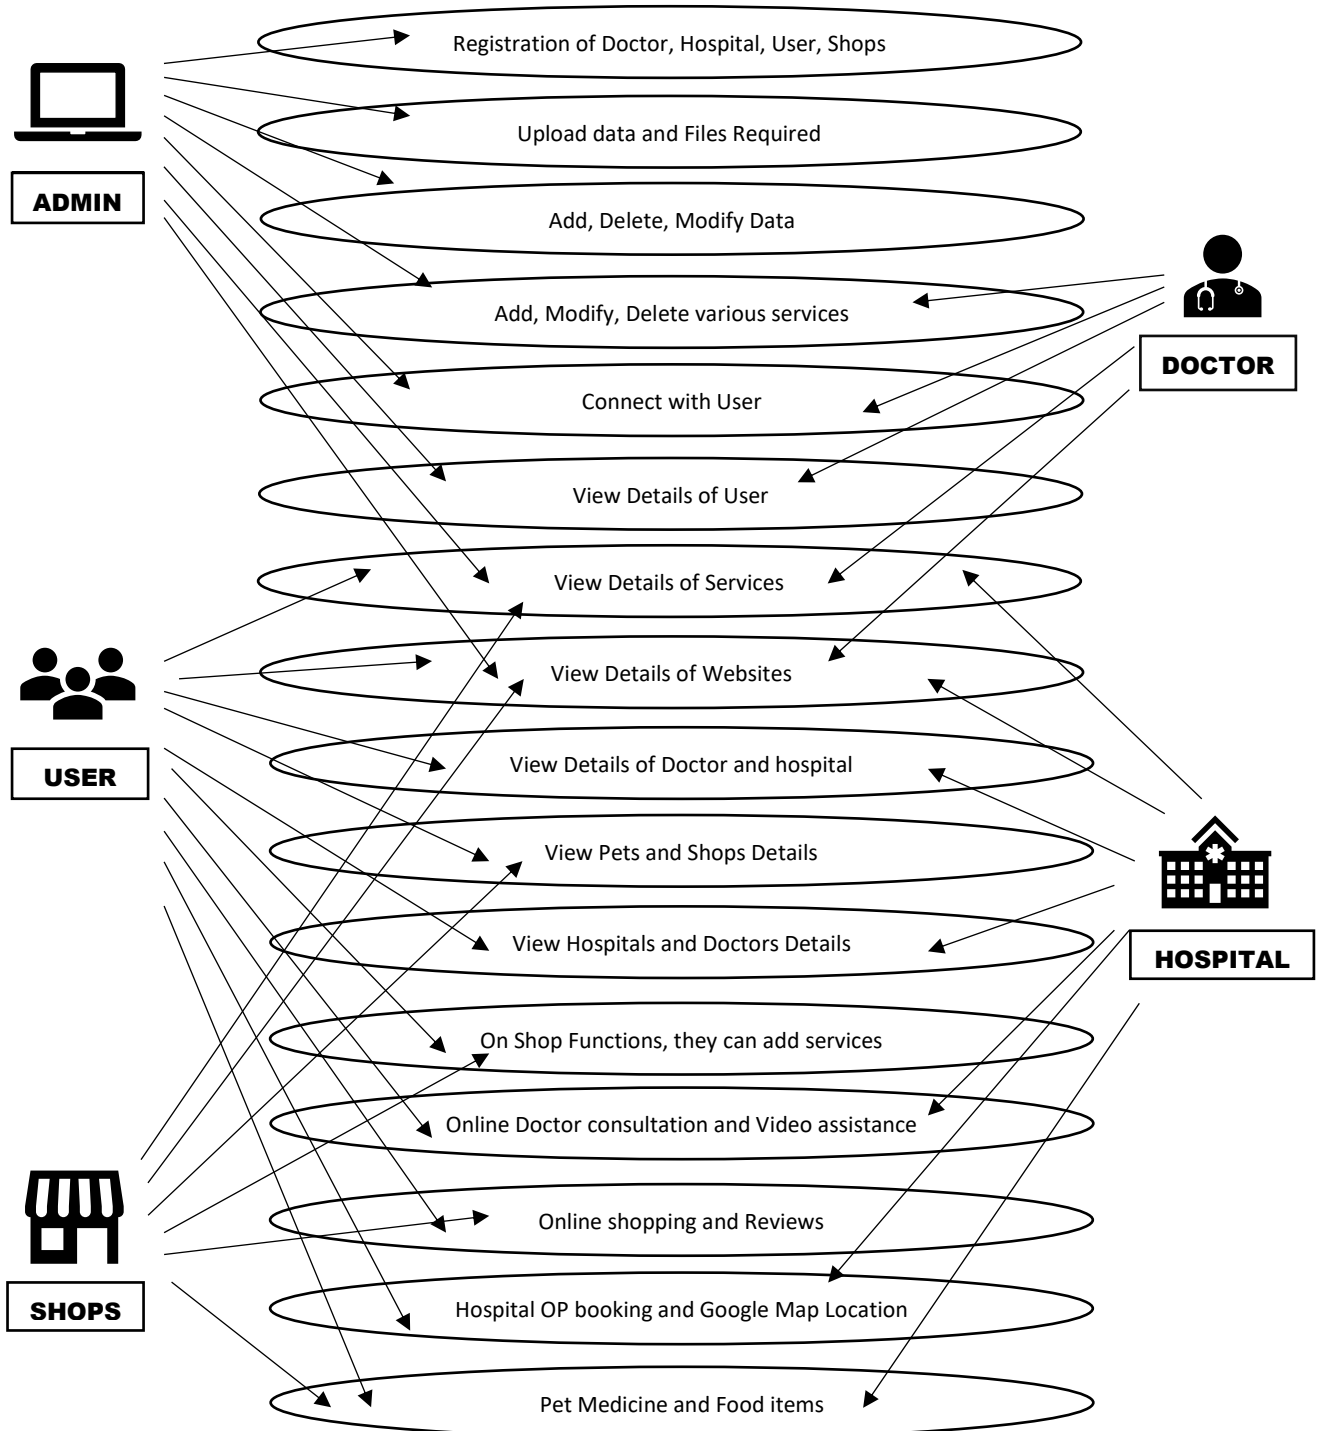 Registration of Doctor, Hospital, User, Shops
Upload data and Files Required
ADMIN
Add, Delete, Modify Data
Add, Modify, Delete various services
DOCTOR
Connect with User
View Details of User
View Details of Services
View Details of Websites
USER
View Details of Doctor and hospital
View Pets and Shops Details
View Hospitals and Doctors Details
HOSPITAL
On Shop Functions, they can add services
Online Doctor consultation and Video assistance
Online shopping and Reviews
SHOPS
Hospital OP booking and Google Map Location
Pet Medicine and Food items